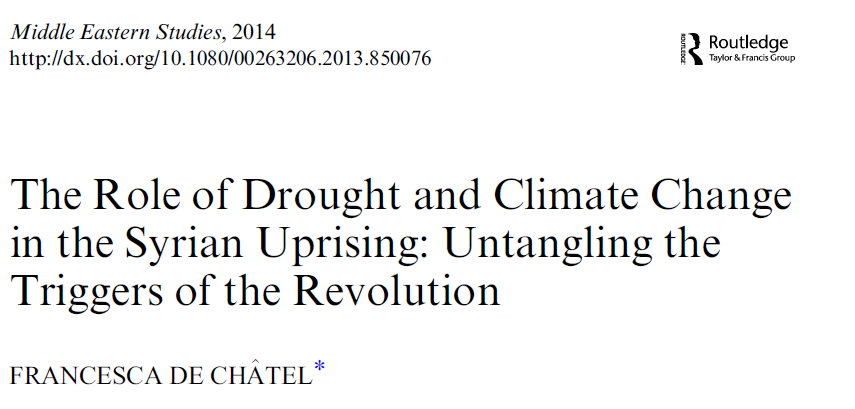 Middle Eastern Studies, 2014
http://dx.doi.org/10.1080/00263206.2013.850076
ROUTLEDGE
Routledge
Taylor & Francis Group
The Role of Drought and Climate Change
in the Syrian Uprising: Untangling the
Triggers of the Revolution
FRANCESCA DE CHÂTEL*